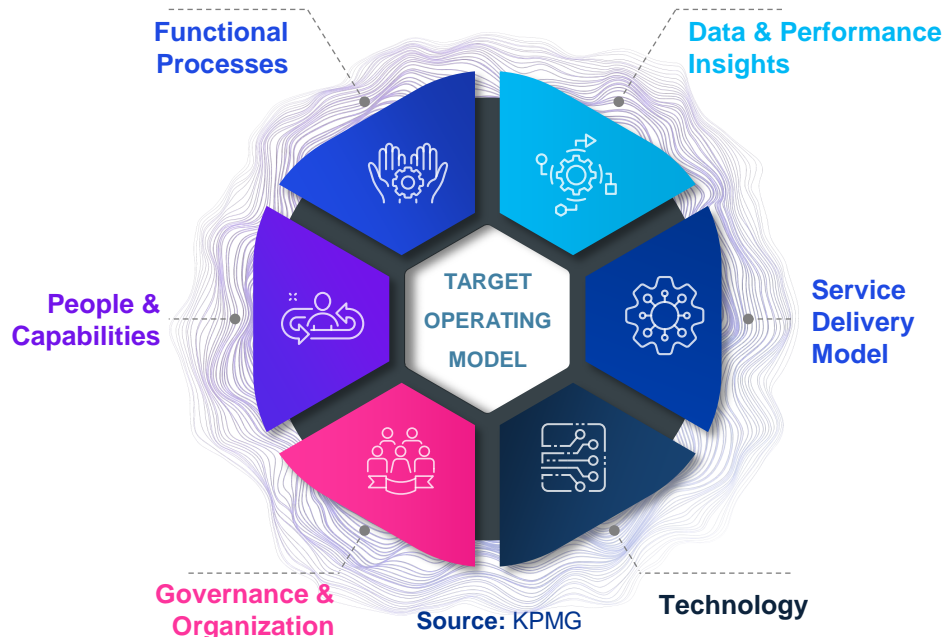 Functional
Processes
Data & Performance
Insights
People &
Capabilities
TARGET
OPERATING
MODEL
Service
Delivery
Model
Governance &
Organization
Technology
Source: KPMG